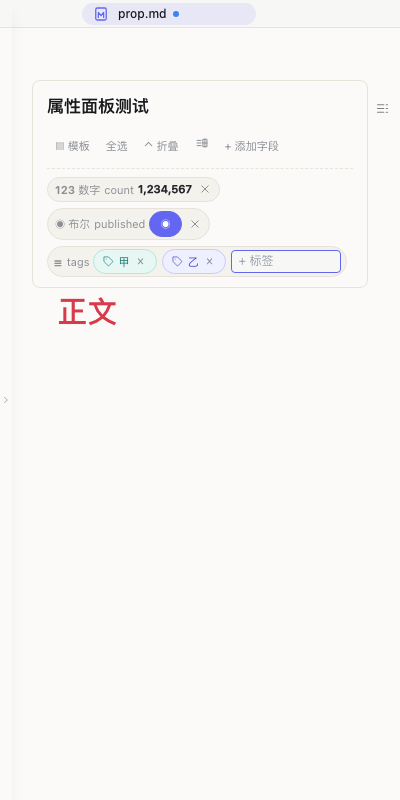 prop.md
属性面板测试
模板 全选 折叠 + 添加字段
123 数字 count 1,234,567
布尔 published
tags 甲 × 乙 × + 标签
正文